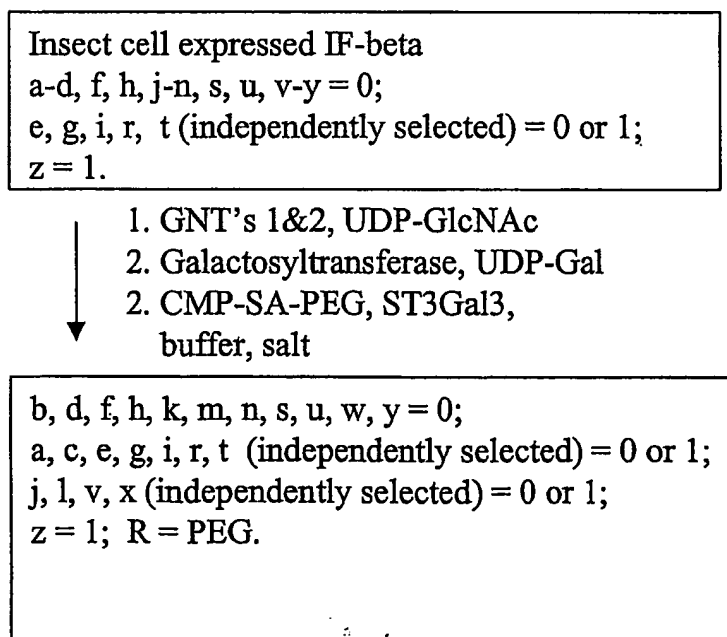 Insect cell expressed IF-beta
a-d, f, h, j-n, s, u, v-y = 0;
e, g, i, r, t (independently selected) = 0 or 1;
z = 1.
1. GNT's 1&2, UDP-GlcNAc
2. Galactosyltransferase, UDP-Gal
2. CMP-SA-PEG, ST3Gal3,
buffer, salt
b, d, f, h, k, m, n, s, u, w, y = 0;
a, c, e, g, i, r, t (independently selected) = 0 or 1;
j, l, v, x (independently selected) = 0 or 1;
z = 1; R = PEG.